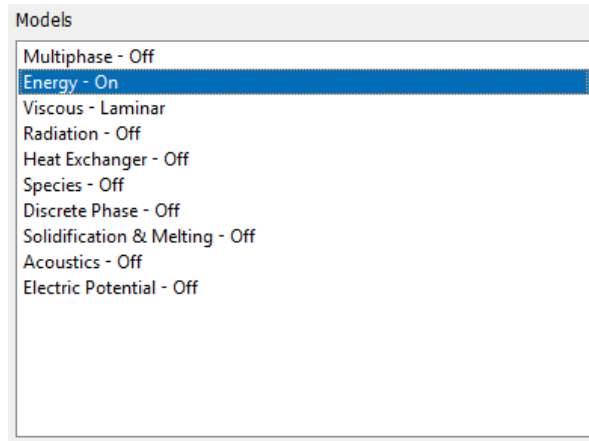 Models
Multiphase - Off
Energy - On
Viscous - Laminar
Radiation - Off
Heat Exchanger - Off
Species - Off
Discrete Phase - Off
Solidification & Melting - Off
Acoustics - Off
Electric Potential - Off